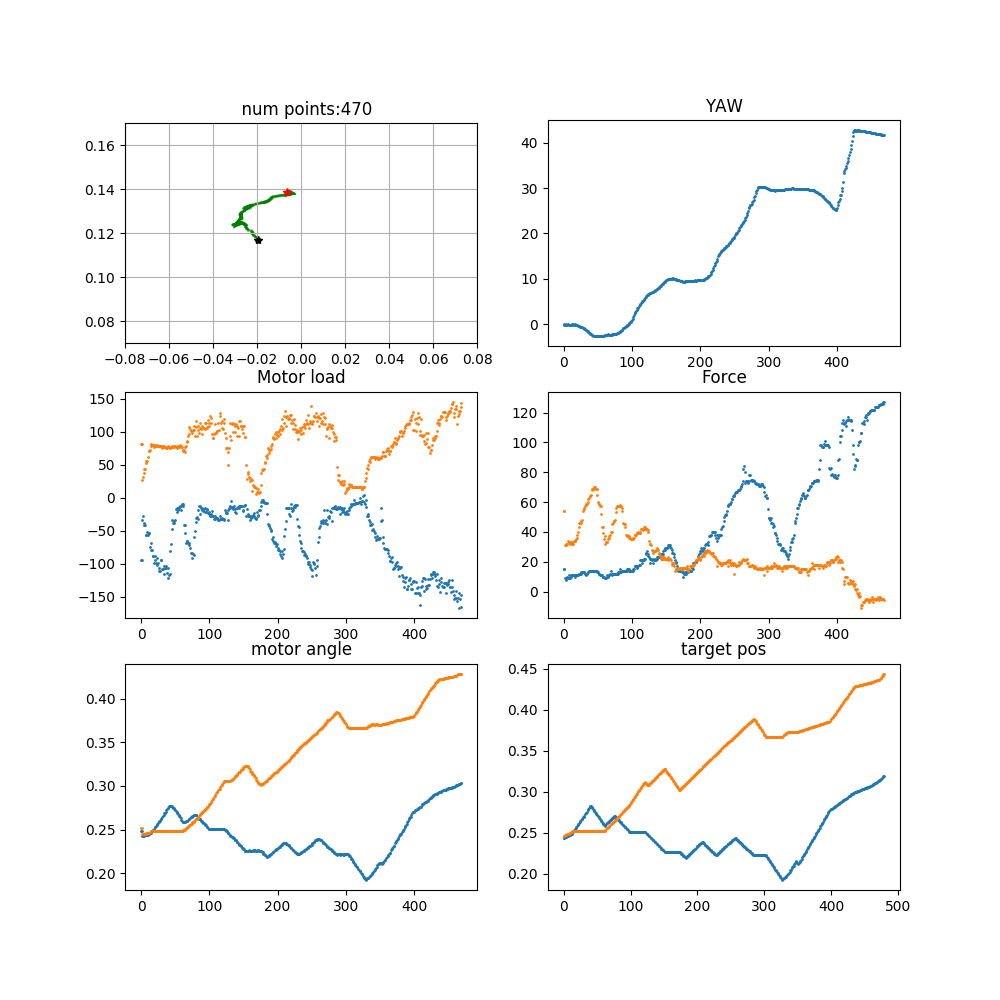 num points:470
0.16
0.14
0.12
0.10
0.08
−0.08 −0.06 −0.04 −0.02 0.00 0.02 0.04 0.06 0.08
YAW
40
30
20
10
0
0 100 200 300 400
Motor load
150
100
50
0
−50
−100
−150
0 100 200 300 400
Force
120
100
80
60
40
20
0
0 100 200 300 400
motor angle
0.40
0.35
0.30
0.25
0.20
0 100 200 300 400
target pos
0.45
0.40
0.35
0.30
0.25
0.20
0 100 200 300 400 500